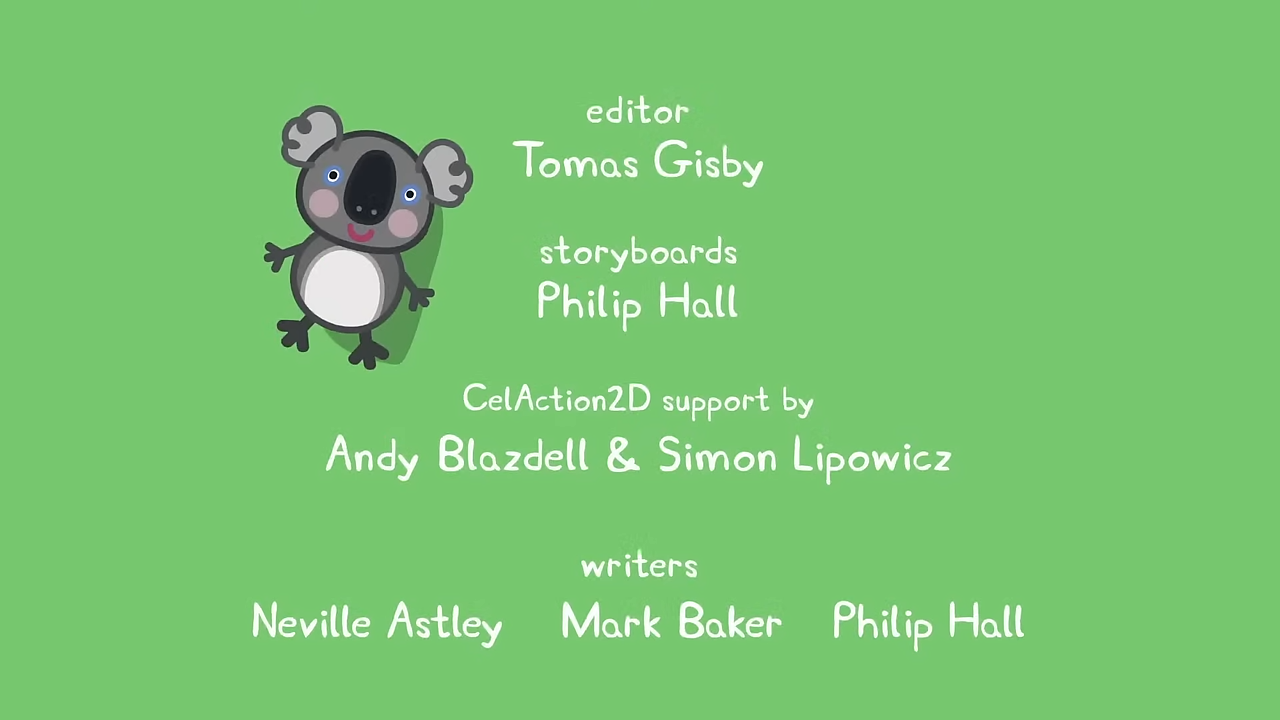 editor
Tomas Gisby
storyboards
Philip Hall
CelAction2D support by
Andy Blazdell & Simon Lipowicz
writers
Neville Astley Mark Baker Philip Hall